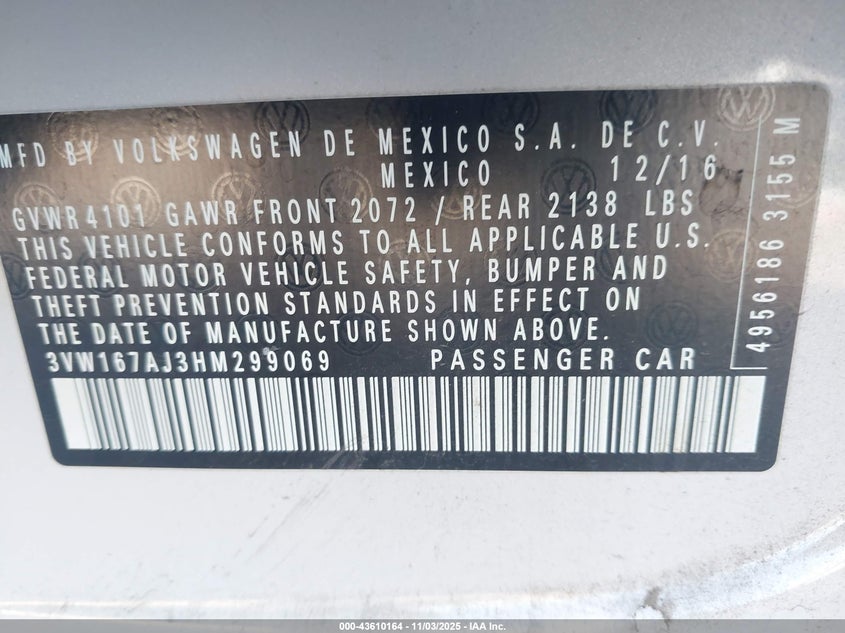 MFD BY VOLKSWAGEN DE MEXICO S.A. DE C.V.
MEXICO 12/16
GVWR 4101 GAWR FRONT 2072 / REAR 2138 LBS
THIS VEHICLE CONFORMS TO ALL APPLICABLE U.S.
FEDERAL MOTOR VEHICLE SAFETY, BUMPER AND
THEFT PREVENTION STANDARDS IN EFFECT ON
THE DATE OF MANUFACTURE SHOWN ABOVE.
3VW167AJ3HM299069 PASSENGER CAR
4956186 3155 M
000-43610164 - 11/03/2025 - IAA Inc.